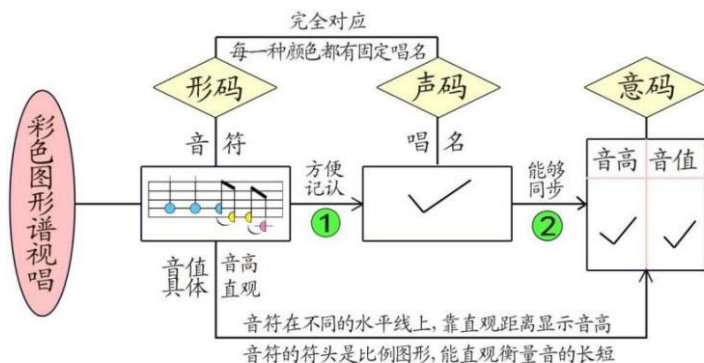 完全对应
每一种颜色都有固定唱名
形码
声码
意码
彩色图形谱视唱
音符
唱名
方便
记认
能够
同步
音高
音值
1
2
音值
具体
音高
直观
音符在不同的水平线上,靠直观距离显示音高
音符的符头是比例图形,能直观衡量音的长短